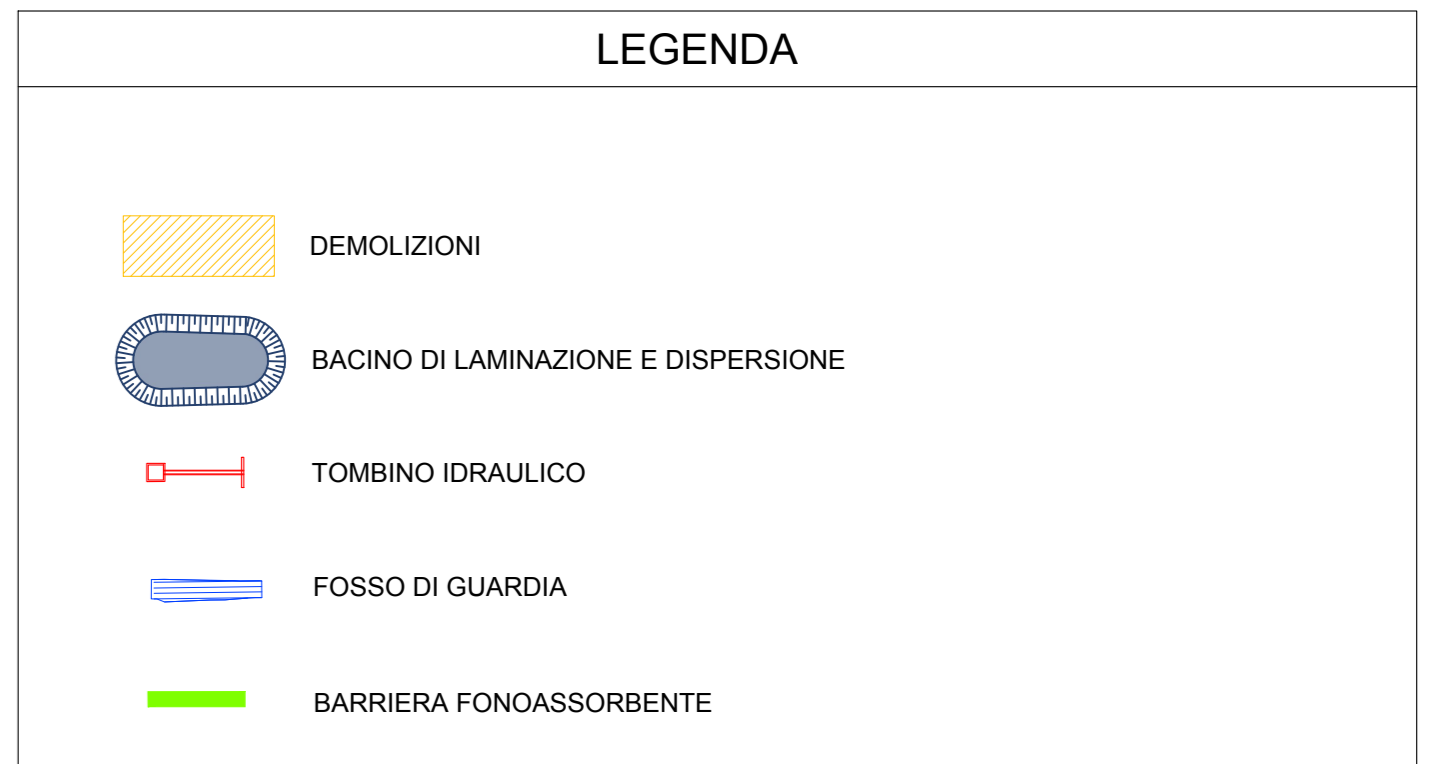 LEGENDA
DEMOLIZIONI
BACINO DI LAMINAZIONE E DISPERSIONE
TOMBINO IDRAULICO
FOSSO DI GUARDIA
BARRIERA FONOASSORBENTE